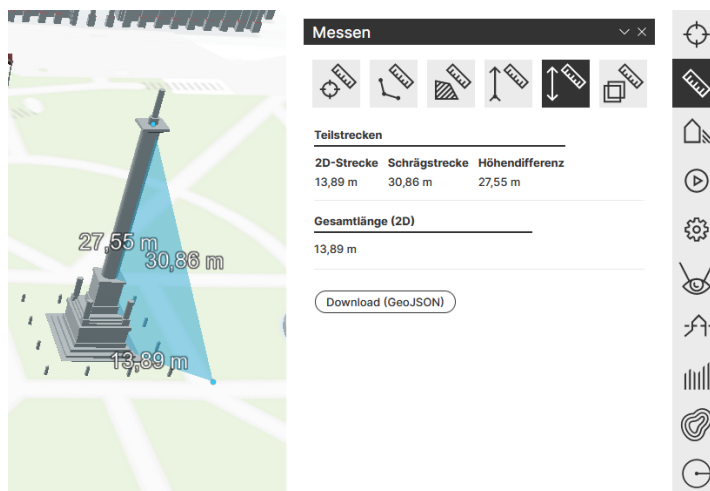 Messen
27,55 m
30,86 m
13,89 m
Teilstrecken
2D-Strecke Schrägstrecke Höhendifferenz
13,89 m 30,86 m 27,55 m
Gesamtlänge (2D)
13,89 m
Download (GeoJSON)